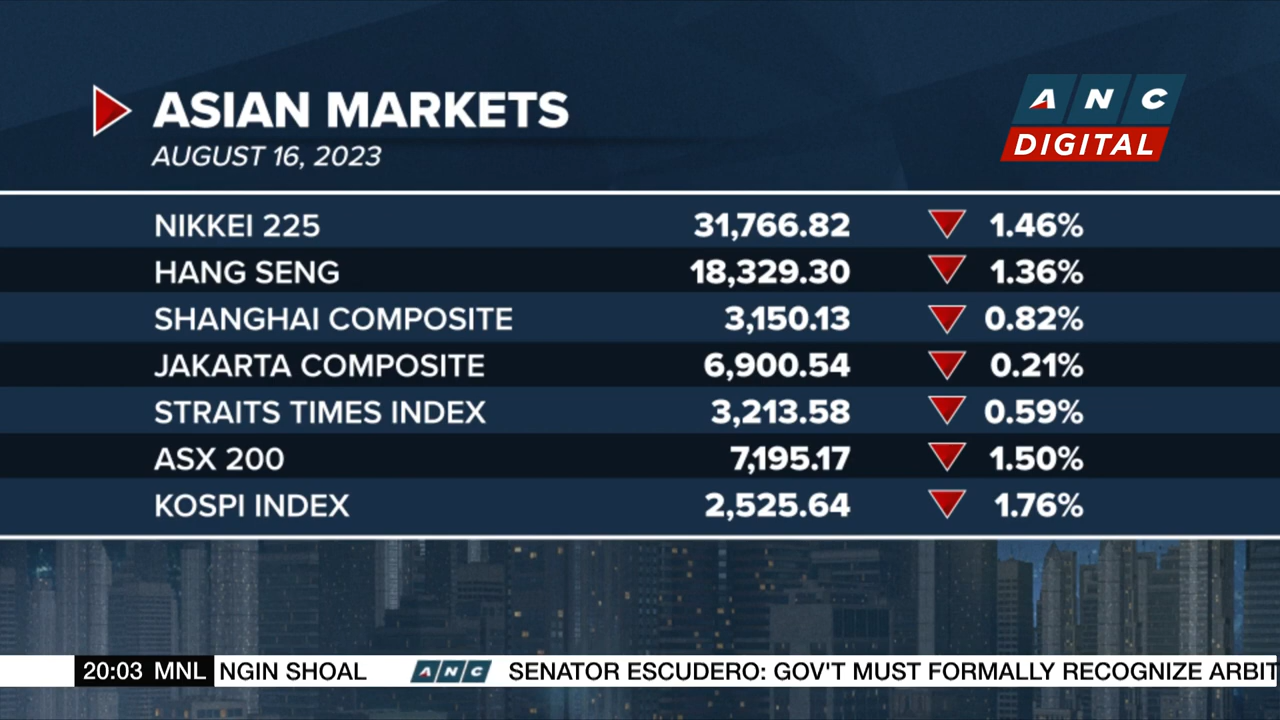 ASIAN MARKETS
AUGUST 16, 2023
ANC
DIGITAL
NIKKEI 225 31,766.82 1.46%
HANG SENG 18,329.30 1.36%
SHANGHAI COMPOSITE 3,150.13 0.82%
JAKARTA COMPOSITE 6,900.54 0.21%
STRAITS TIMES INDEX 3,213.58 0.59%
ASX 200 7,195.17 1.50%
KOSPI INDEX 2,525.64 1.76%
20:03 MNL NGIN SHOAL ANC SENATOR ESCUDERO: GOV'T MUST FORMALLY RECOGNIZE ARBIT